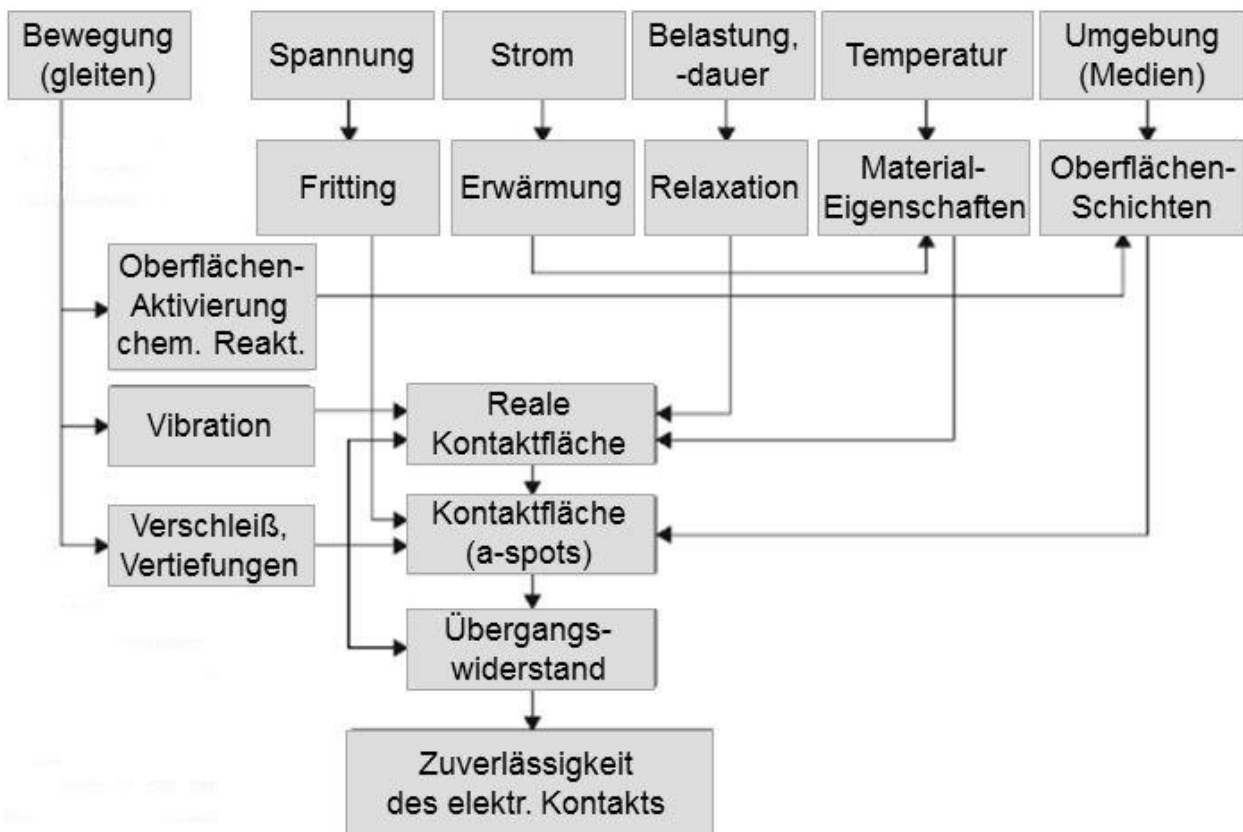 Bewegung
(gleiten)
Spannung
Strom
Belastung,
-dauer
Temperatur
Umgebung
(Medien)
Fritting
Erwärmung
Relaxation
Material-
Eigenschaften
Oberflächen-
Schichten
Oberflächen-
Aktivierung
chem. Reakt.
Vibration
Reale
Kontaktfläche
Verschleiß,
Vertiefungen
Kontaktfläche
(a-spots)
Übergangs-
widerstand
Zuverlässigkeit
des elektr. Kontakts